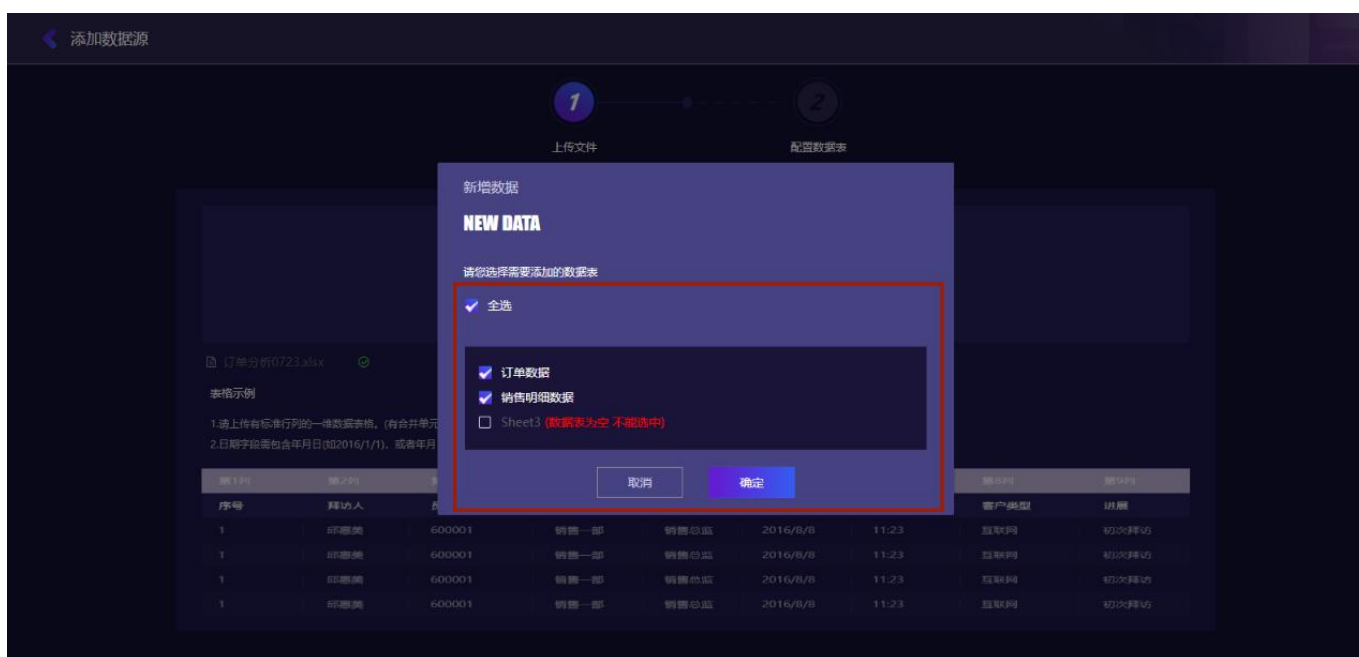 添加数据源
1
2
上传文件
配置数据表
新增数据
NEW DATA
请您选择需要添加的数据表
全选
订单数据
销售明细数据
Sheet3 (数据表为空 不能选中)
取消
确定
订单分析0723.xlsx
表格示例
1.请上传有标准行列的一维数据表格。(有合并单元
2.日期字段需包含年月日(如2016/1/1)、或者年月
第1列 第2列 第8列 第9列
序号 拜访人 客户类型 进展
1 邱惠美 600001 销售一部 销售总监 2016/8/8 11:23 互联网 初次拜访
1 邱惠美 600001 销售一部 销售总监 2016/8/8 11:23 互联网 初次拜访
1 邱惠美 600001 销售一部 销售总监 2016/8/8 11:23 互联网 初次拜访
1 邱惠美 600001 销售一部 销售总监 2016/8/8 11:23 互联网 初次拜访